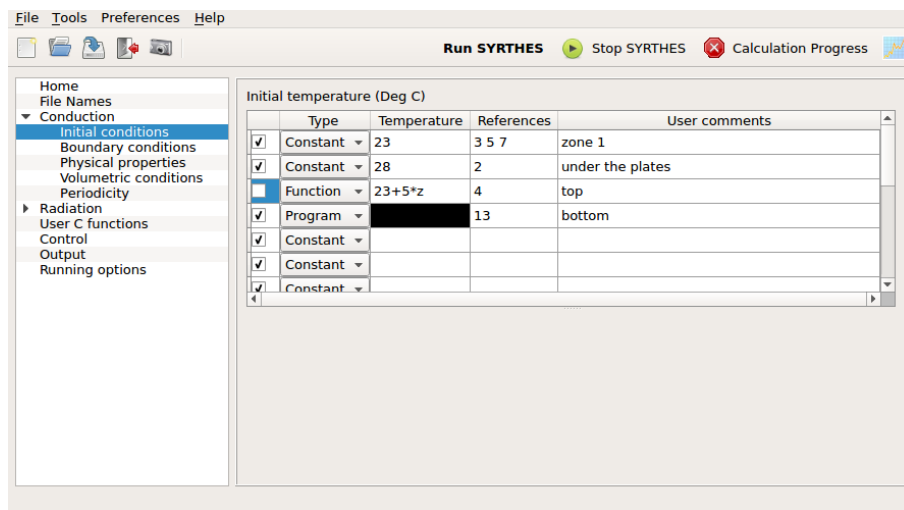 File Tools Preferences Help
Run SYRTHES Stop SYRTHES Calculation Progress
Home
File Names
Conduction
Initial conditions
Boundary conditions
Physical properties
Volumetric conditions
Periodicity
Radiation
User C functions
Control
Output
Running options
Initial temperature (Deg C)
Type Temperature References User comments
Constant 23 3 5 7 zone 1
Constant 28 2 under the plates
Function 23+5*z 4 top
Program 13 bottom
Constant
Constant
Constant